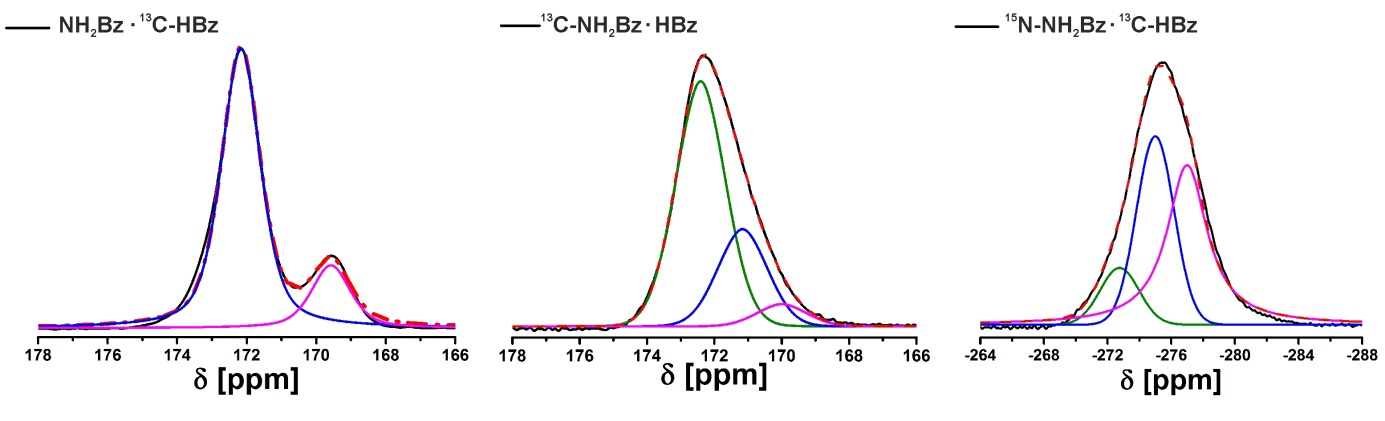 NH₂Bz · ¹³C-HBz
¹³C-NH₂Bz · HBz
¹⁵N-NH₂Bz · ¹³C-HBz
178 176 174 172 170 168 166
178 176 174 172 170 168 166
-264 -268 -272 -276 -280 -284 -288
δ [ppm]
δ [ppm]
δ [ppm]